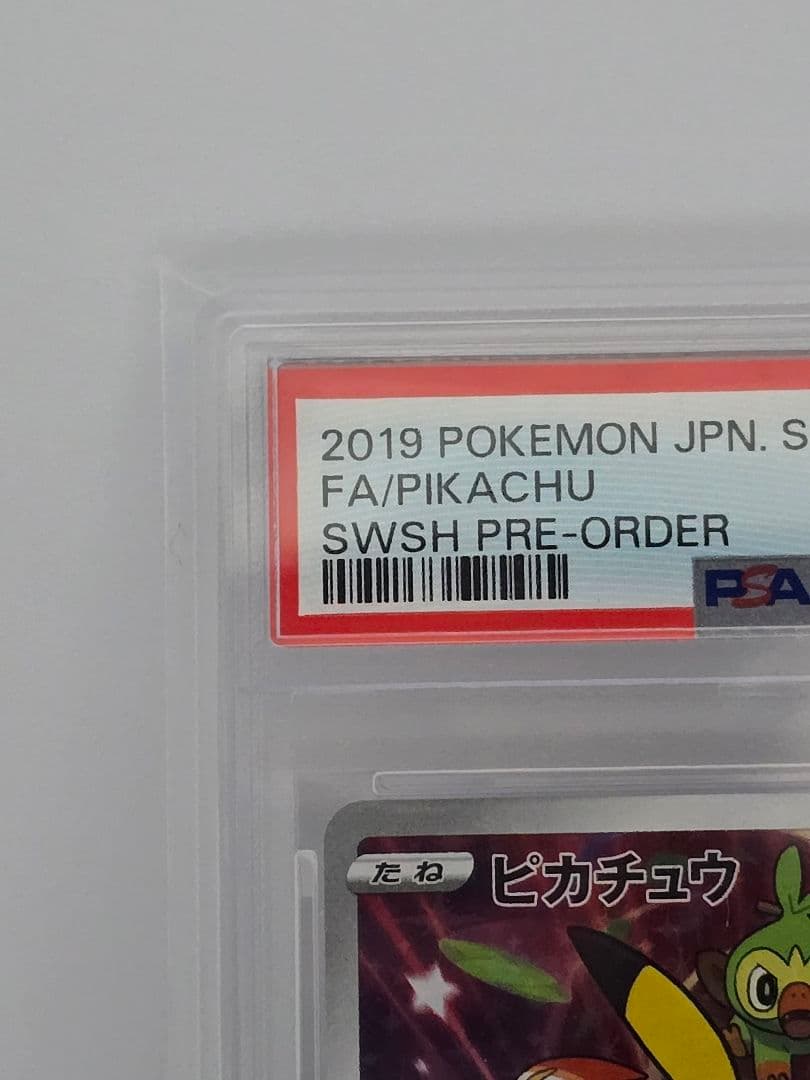 2019 POKEMON JPN. S
FA/PIKACHU
SWSH PRE-ORDER
PSA
たね ピカチュウ